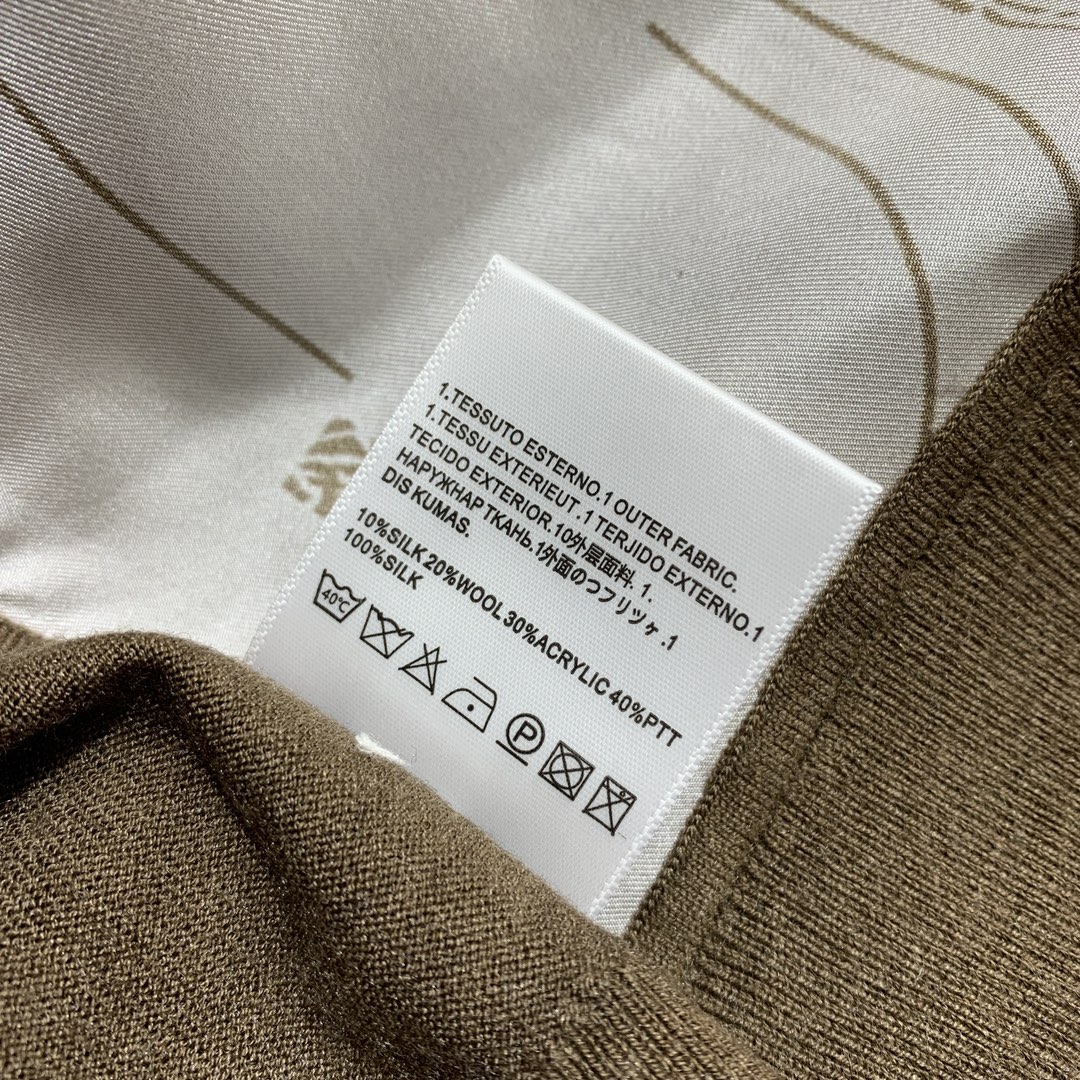 1.TESSUTO ESTERNO.1 OUTER FABRIC.
1.TESSU EXTERIEUT .1 TERJIDO EXTERNO.1
TECIDO EXTERIOR.10外层面料. 1.
НАРУЖНАР ТКАНЬ.1外面のつフリツヶ.1
DIS KUMAS.
10%SILK 20%WOOL 30%ACRYLIC 40%PTT
100%SILK
40℃
P